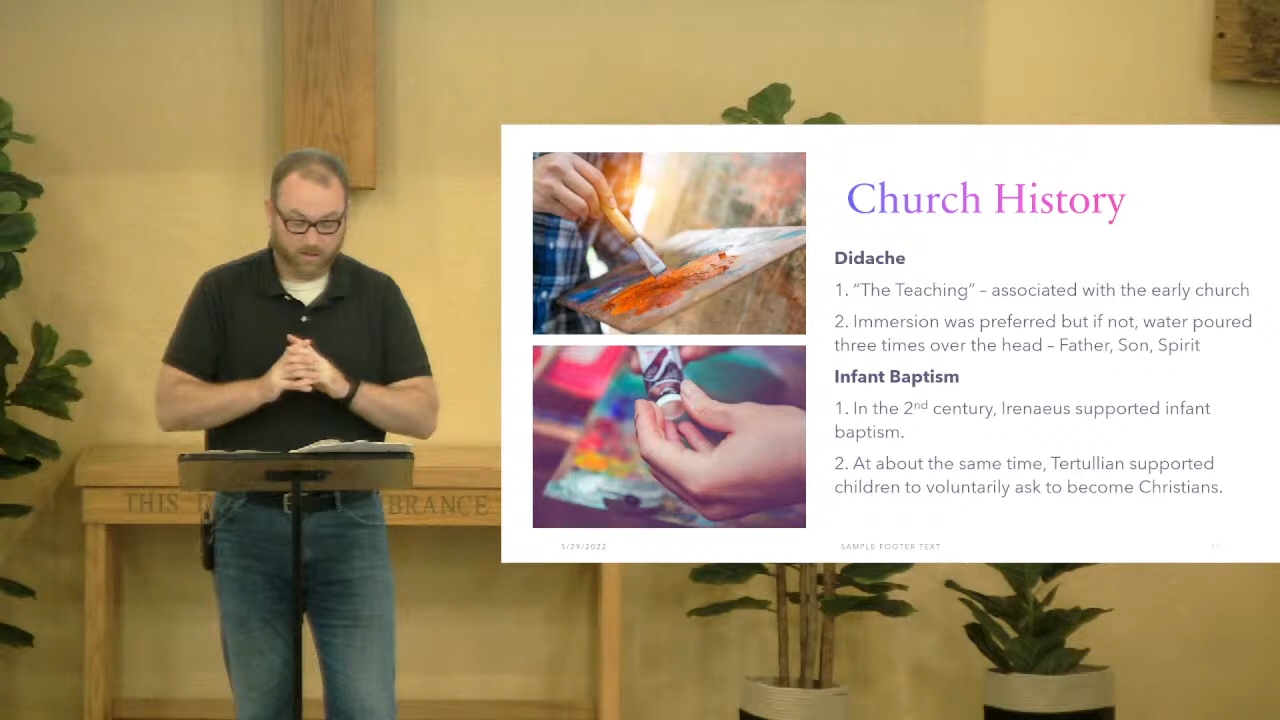 Church History
Didache
1. “The Teaching” – associated with the early church
2. Immersion was preferred but if not, water poured
three times over the head – Father, Son, Spirit
Infant Baptism
1. In the 2nd century, Irenaeus supported infant
baptism.
2. At about the same time, Tertullian supported
children to voluntarily ask to become Christians.
THIS
BRANCE
5/29/2022
SAMPLE FOOTER TEXT